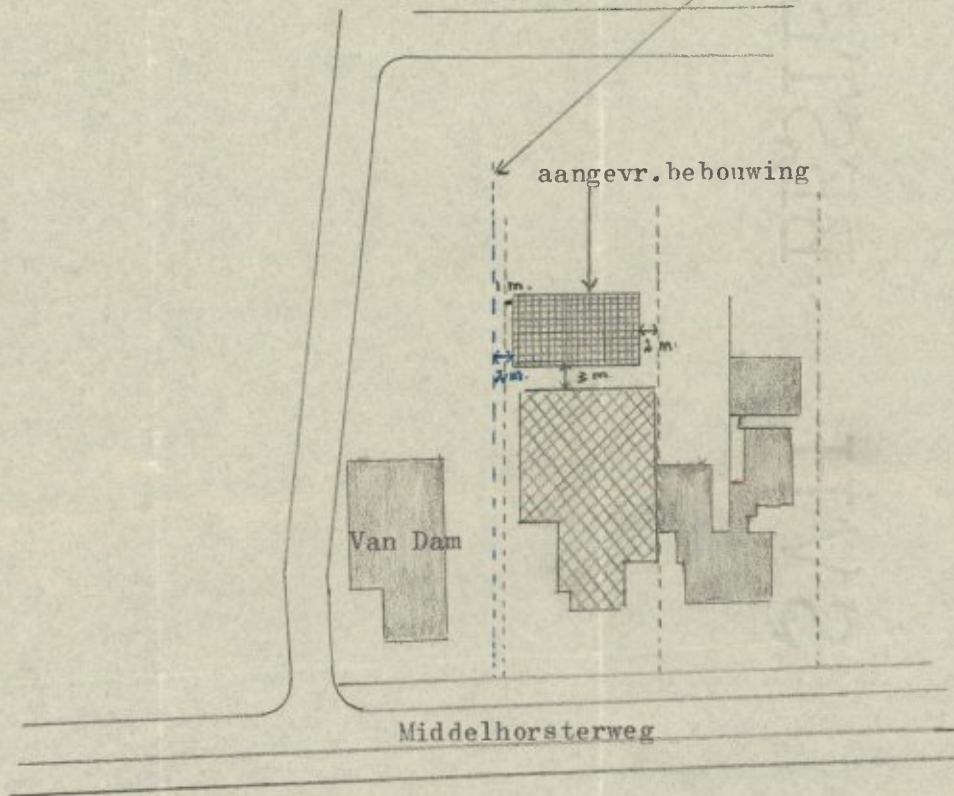 aangevr.bebouwing
1 m.
2 m.
2 m.
3 m
Van Dam
Middelhorsterweg